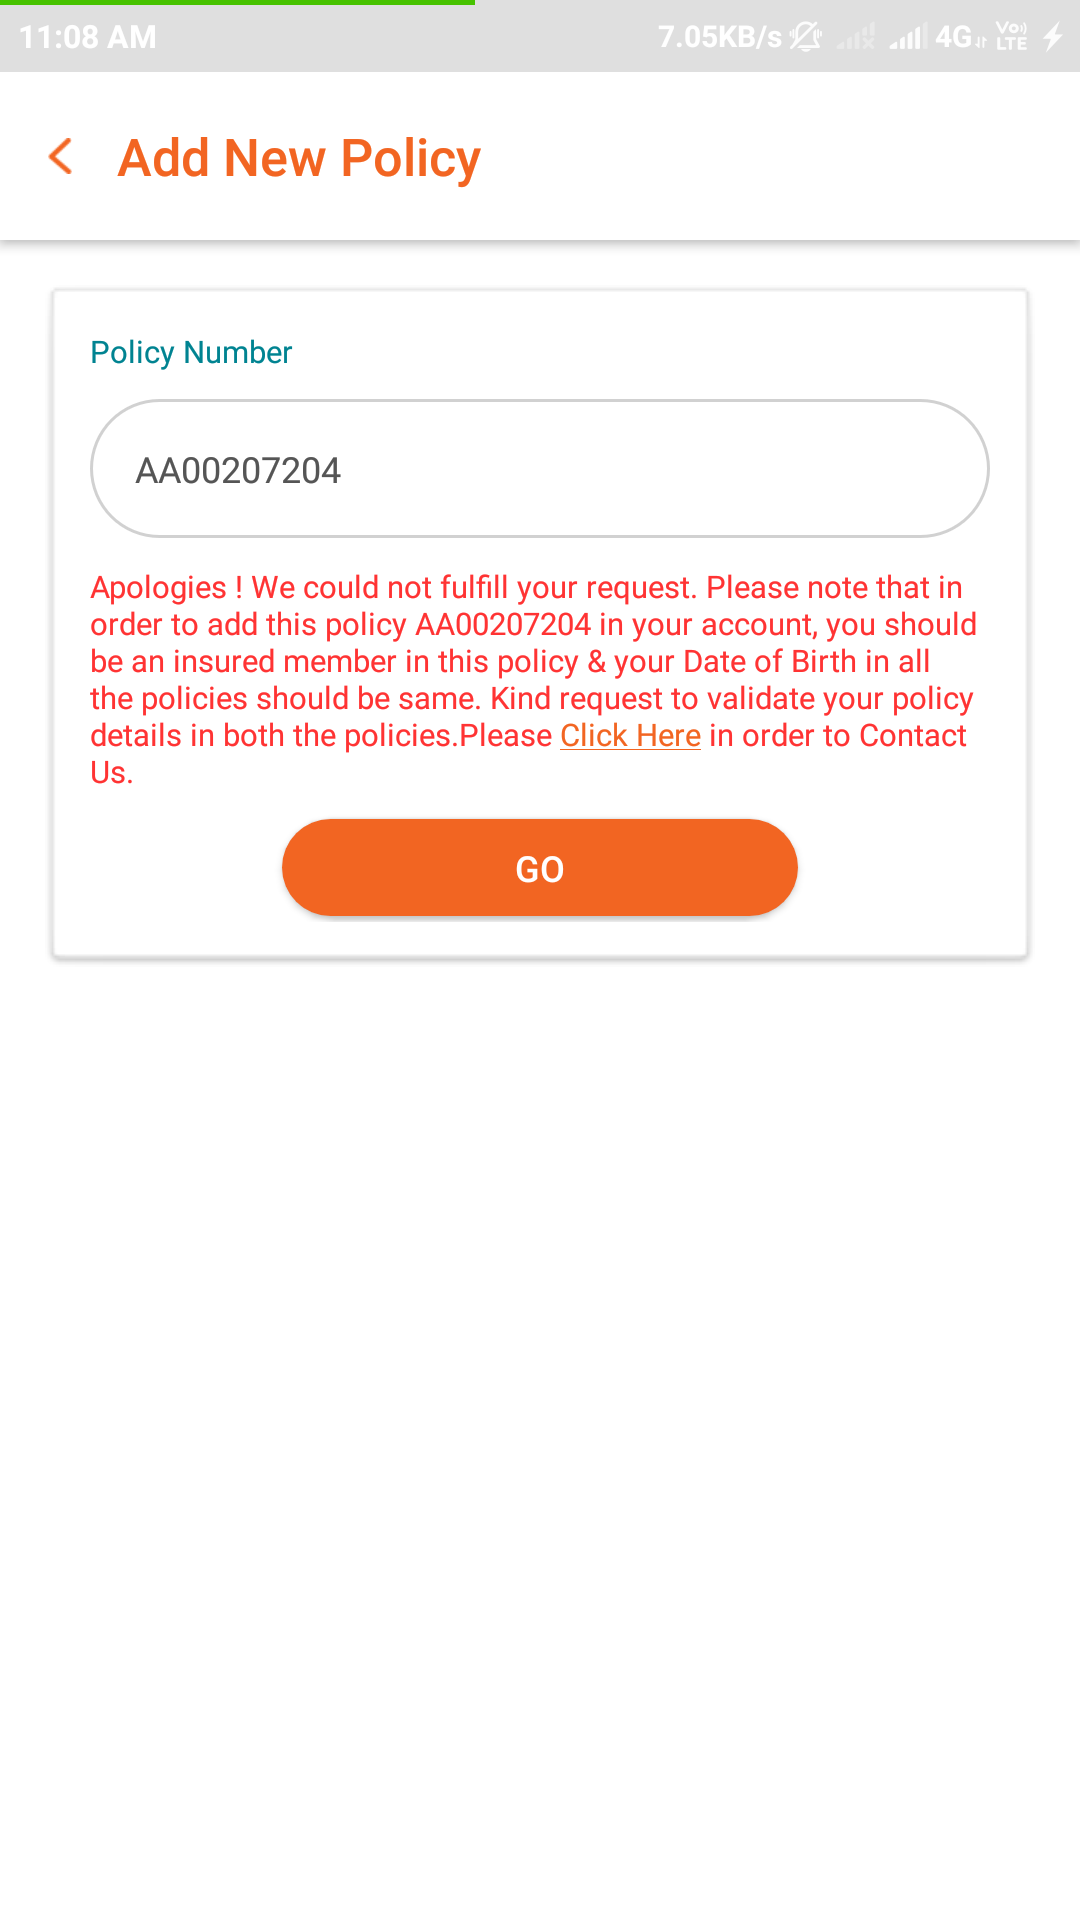 11:08 AM 7.05KB/s 4G VoLTE
Add New Policy
Policy Number
AA00207204
Apologies ! We could not fulfill your request. Please note that in
order to add this policy AA00207204 in your account, you should
be an insured member in this policy & your Date of Birth in all
the policies should be same. Kind request to validate your policy
details in both the policies.Please Click Here in order to Contact
Us.
GO